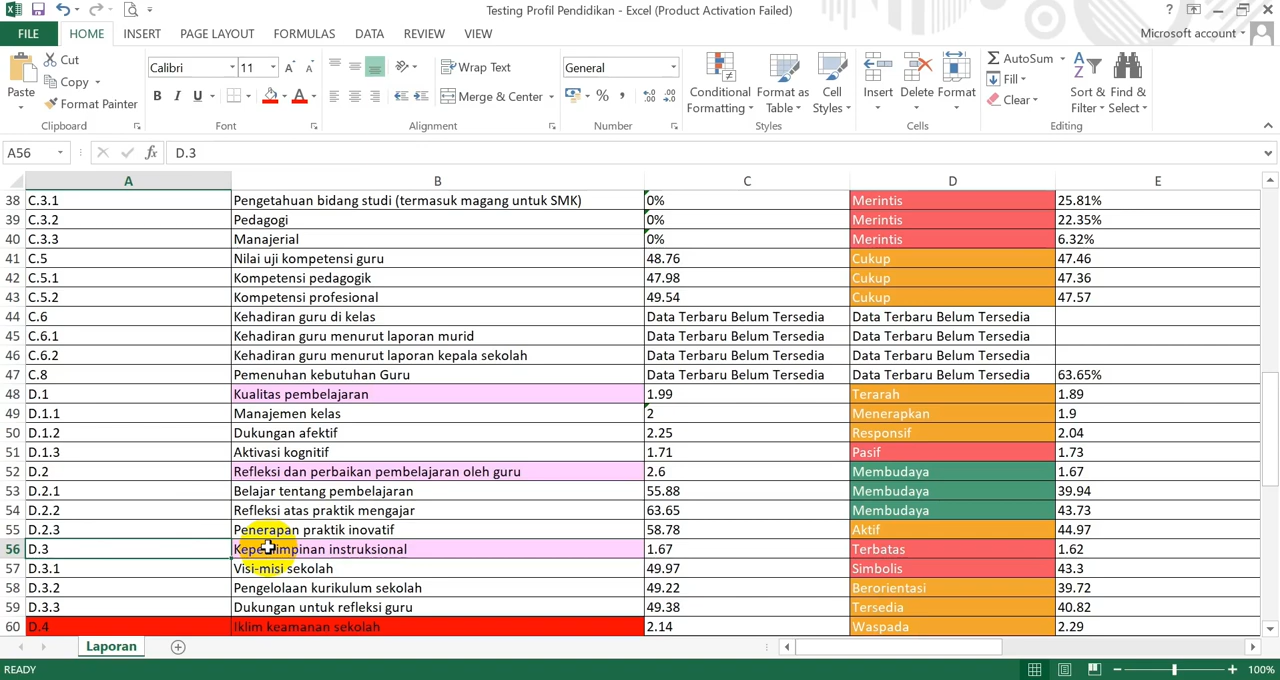 Testing Profil Pendidikan - Excel (Product Activation Failed)
FILE HOME INSERT PAGE LAYOUT FORMULAS DATA REVIEW VIEW Microsoft account
Paste Cut Copy Format Painter Clipboard
Calibri 11 B I U Font
Wrap Text Merge & Center Alignment
General % Number
Conditional Formatting Format as Table Cell Styles Styles
Insert Delete Format Cells
AutoSum Fill Clear Sort & Filter Find & Select Editing
A56 fx D.3
A B C D E
38 C.3.1 Pengetahuan bidang studi (termasuk magang untuk SMK) 0% Merintis 25.81%
39 C.3.2 Pedagogi 0% Merintis 22.35%
40 C.3.3 Manajerial 0% Merintis 6.32%
41 C.5 Nilai uji kompetensi guru 48.76 Cukup 47.46
42 C.5.1 Kompetensi pedagogik 47.98 Cukup 47.36
43 C.5.2 Kompetensi profesional 49.54 Cukup 47.57
44 C.6 Kehadiran guru di kelas Data Terbaru Belum Tersedia Data Terbaru Belum Tersedia
45 C.6.1 Kehadiran guru menurut laporan murid Data Terbaru Belum Tersedia Data Terbaru Belum Tersedia
46 C.6.2 Kehadiran guru menurut laporan kepala sekolah Data Terbaru Belum Tersedia Data Terbaru Belum Tersedia
47 C.8 Pemenuhan kebutuhan Guru Data Terbaru Belum Tersedia Data Terbaru Belum Tersedia 63.65%
48 D.1 Kualitas pembelajaran 1.99 Terarah 1.89
49 D.1.1 Manajemen kelas 2 Menerapkan 1.9
50 D.1.2 Dukungan afektif 2.25 Responsif 2.04
51 D.1.3 Aktivasi kognitif 1.71 Pasif 1.73
52 D.2 Refleksi dan perbaikan pembelajaran oleh guru 2.6 Membudaya 1.67
53 D.2.1 Belajar tentang pembelajaran 55.88 Membudaya 39.94
54 D.2.2 Refleksi atas praktik mengajar 63.65 Membudaya 43.73
55 D.2.3 Penerapan praktik inovatif 58.78 Aktif 44.97
56 D.3 Kepemimpinan instruksional 1.67 Terbatas 1.62
57 D.3.1 Visi-misi sekolah 49.97 Simbolis 43.3
58 D.3.2 Pengelolaan kurikulum sekolah 49.22 Berorientasi 39.72
59 D.3.3 Dukungan untuk refleksi guru 49.38 Tersedia 40.82
60 D.4 Iklim keamanan sekolah 2.14 Waspada 2.29
Laporan
READY 100%